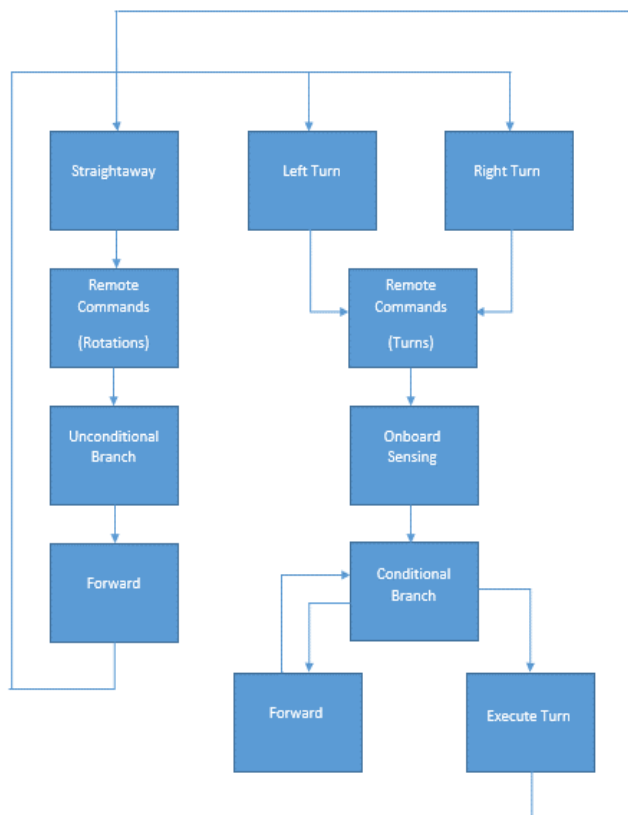 Straightaway
Left Turn
Right Turn
Remote
Commands
(Rotations)
Remote
Commands
(Turns)
Unconditional
Branch
Onboard
Sensing
Forward
Conditional
Branch
Forward
Execute Turn